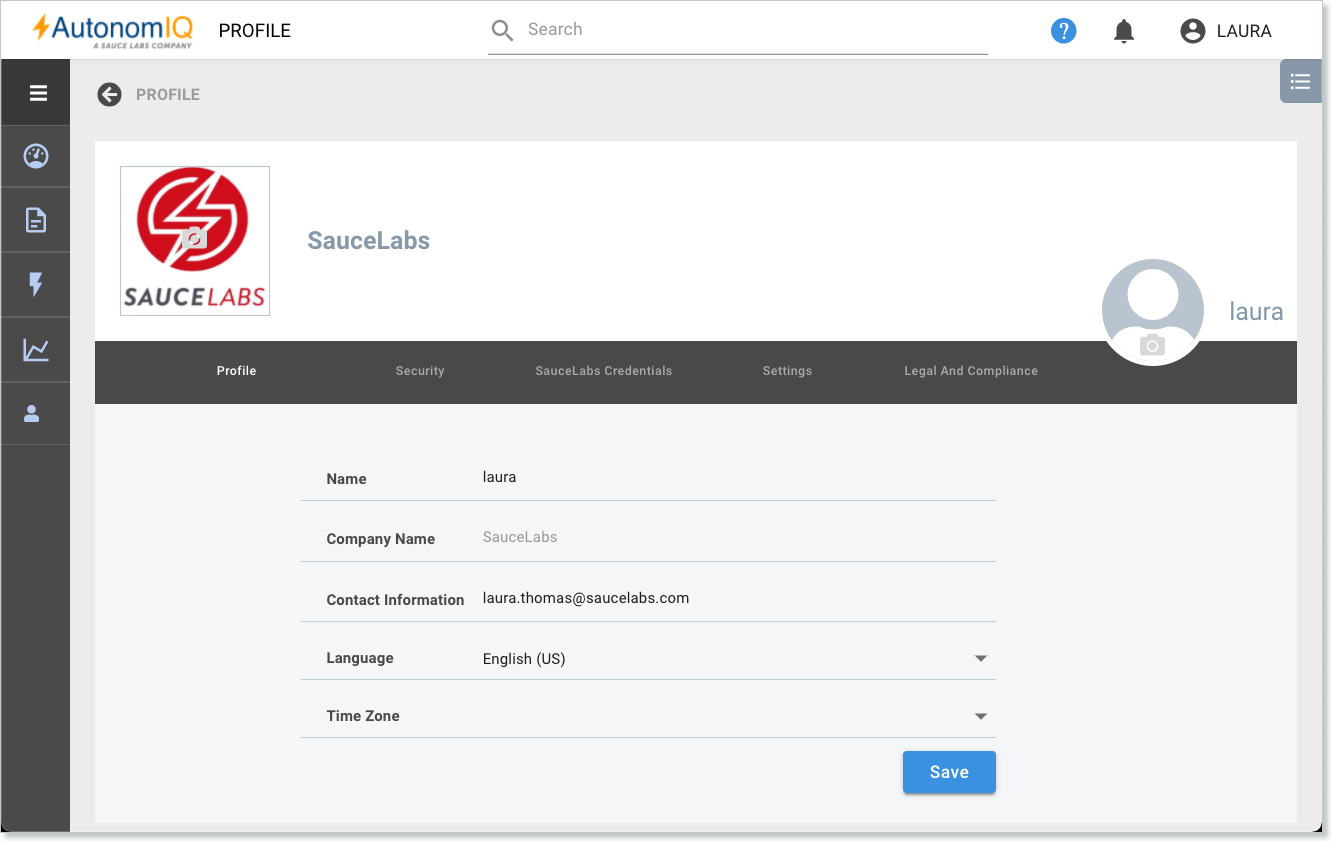 AutonomIQ
A SAUCE LABS COMPANY
PROFILE
Search
?
LAURA
PROFILE
SAUCELABS
SauceLabs
laura
Profile
Security
SauceLabs Credentials
Settings
Legal And Compliance
Name
laura
Company Name
SauceLabs
Contact Information
laura.thomas@saucelabs.com
Language
English (US)
Time Zone
Save